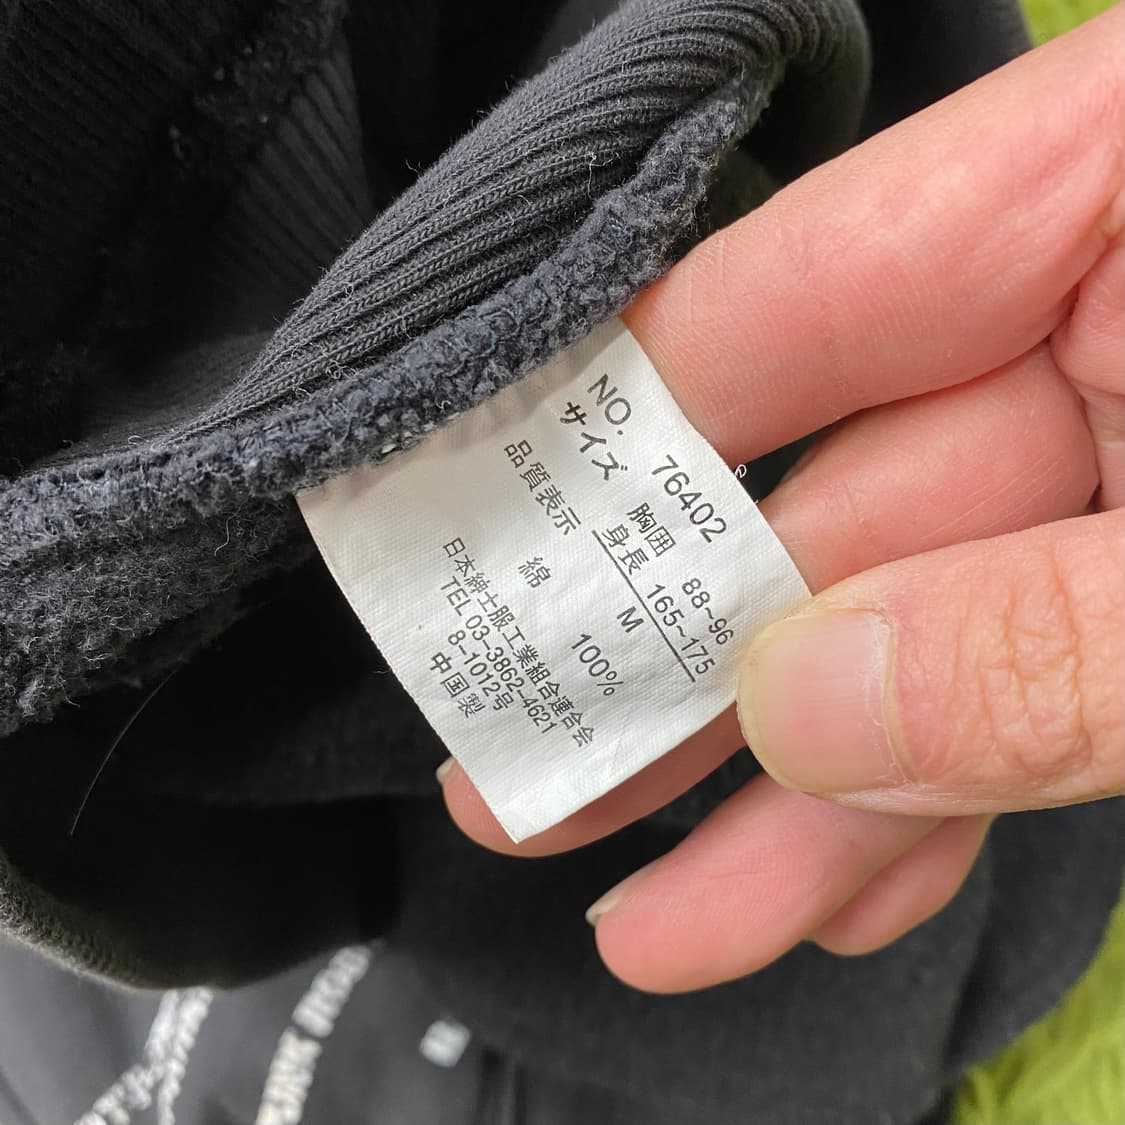 NO. 76402
サイズ 胸囲 88~96
身長 165~175
M
品質表示
綿 100%
日本紳士服工業組合連合会
TEL 03-3862-4621
8-1012号
中国製